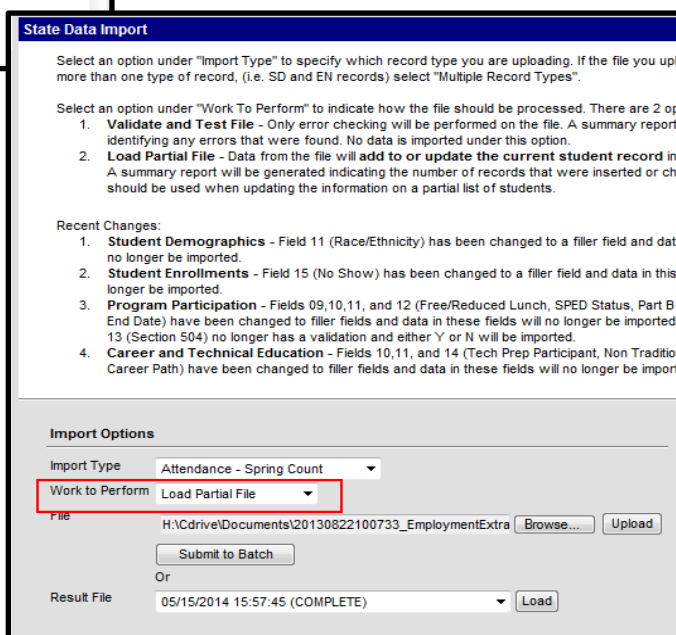 State Data Import
Select an option under "Import Type" to specify which record type you are uploading. If the file you upl
more than one type of record, (i.e. SD and EN records) select "Multiple Record Types".
Select an option under "Work To Perform" to indicate how the file should be processed. There are 2 op
1. Validate and Test File - Only error checking will be performed on the file. A summary report
identifying any errors that were found. No data is imported under this option.
2. Load Partial File - Data from the file will add to or update the current student record in
A summary report will be generated indicating the number of records that were inserted or ch
should be used when updating the information on a partial list of students.
Recent Changes:
1. Student Demographics - Field 11 (Race/Ethnicity) has been changed to a filler field and dat
no longer be imported.
2. Student Enrollments - Field 15 (No Show) has been changed to a filler field and data in this
longer be imported.
3. Program Participation - Fields 09,10,11, and 12 (Free/Reduced Lunch, SPED Status, Part B
End Date) have been changed to filler fields and data in these fields will no longer be imported
13 (Section 504) no longer has a validation and either Y or N will be imported.
4. Career and Technical Education - Fields 10,11, and 14 (Tech Prep Participant, Non Traditio
Career Path) have been changed to filler fields and data in these fields will no longer be impor
Import Options
Import Type Attendance - Spring Count
Work to Perform Load Partial File
File H:\Cdrive\Documents\20130822100733_EmploymentExtra Browse... Upload
Submit to Batch
Or
Result File 05/15/2014 15:57:45 (COMPLETE) Load